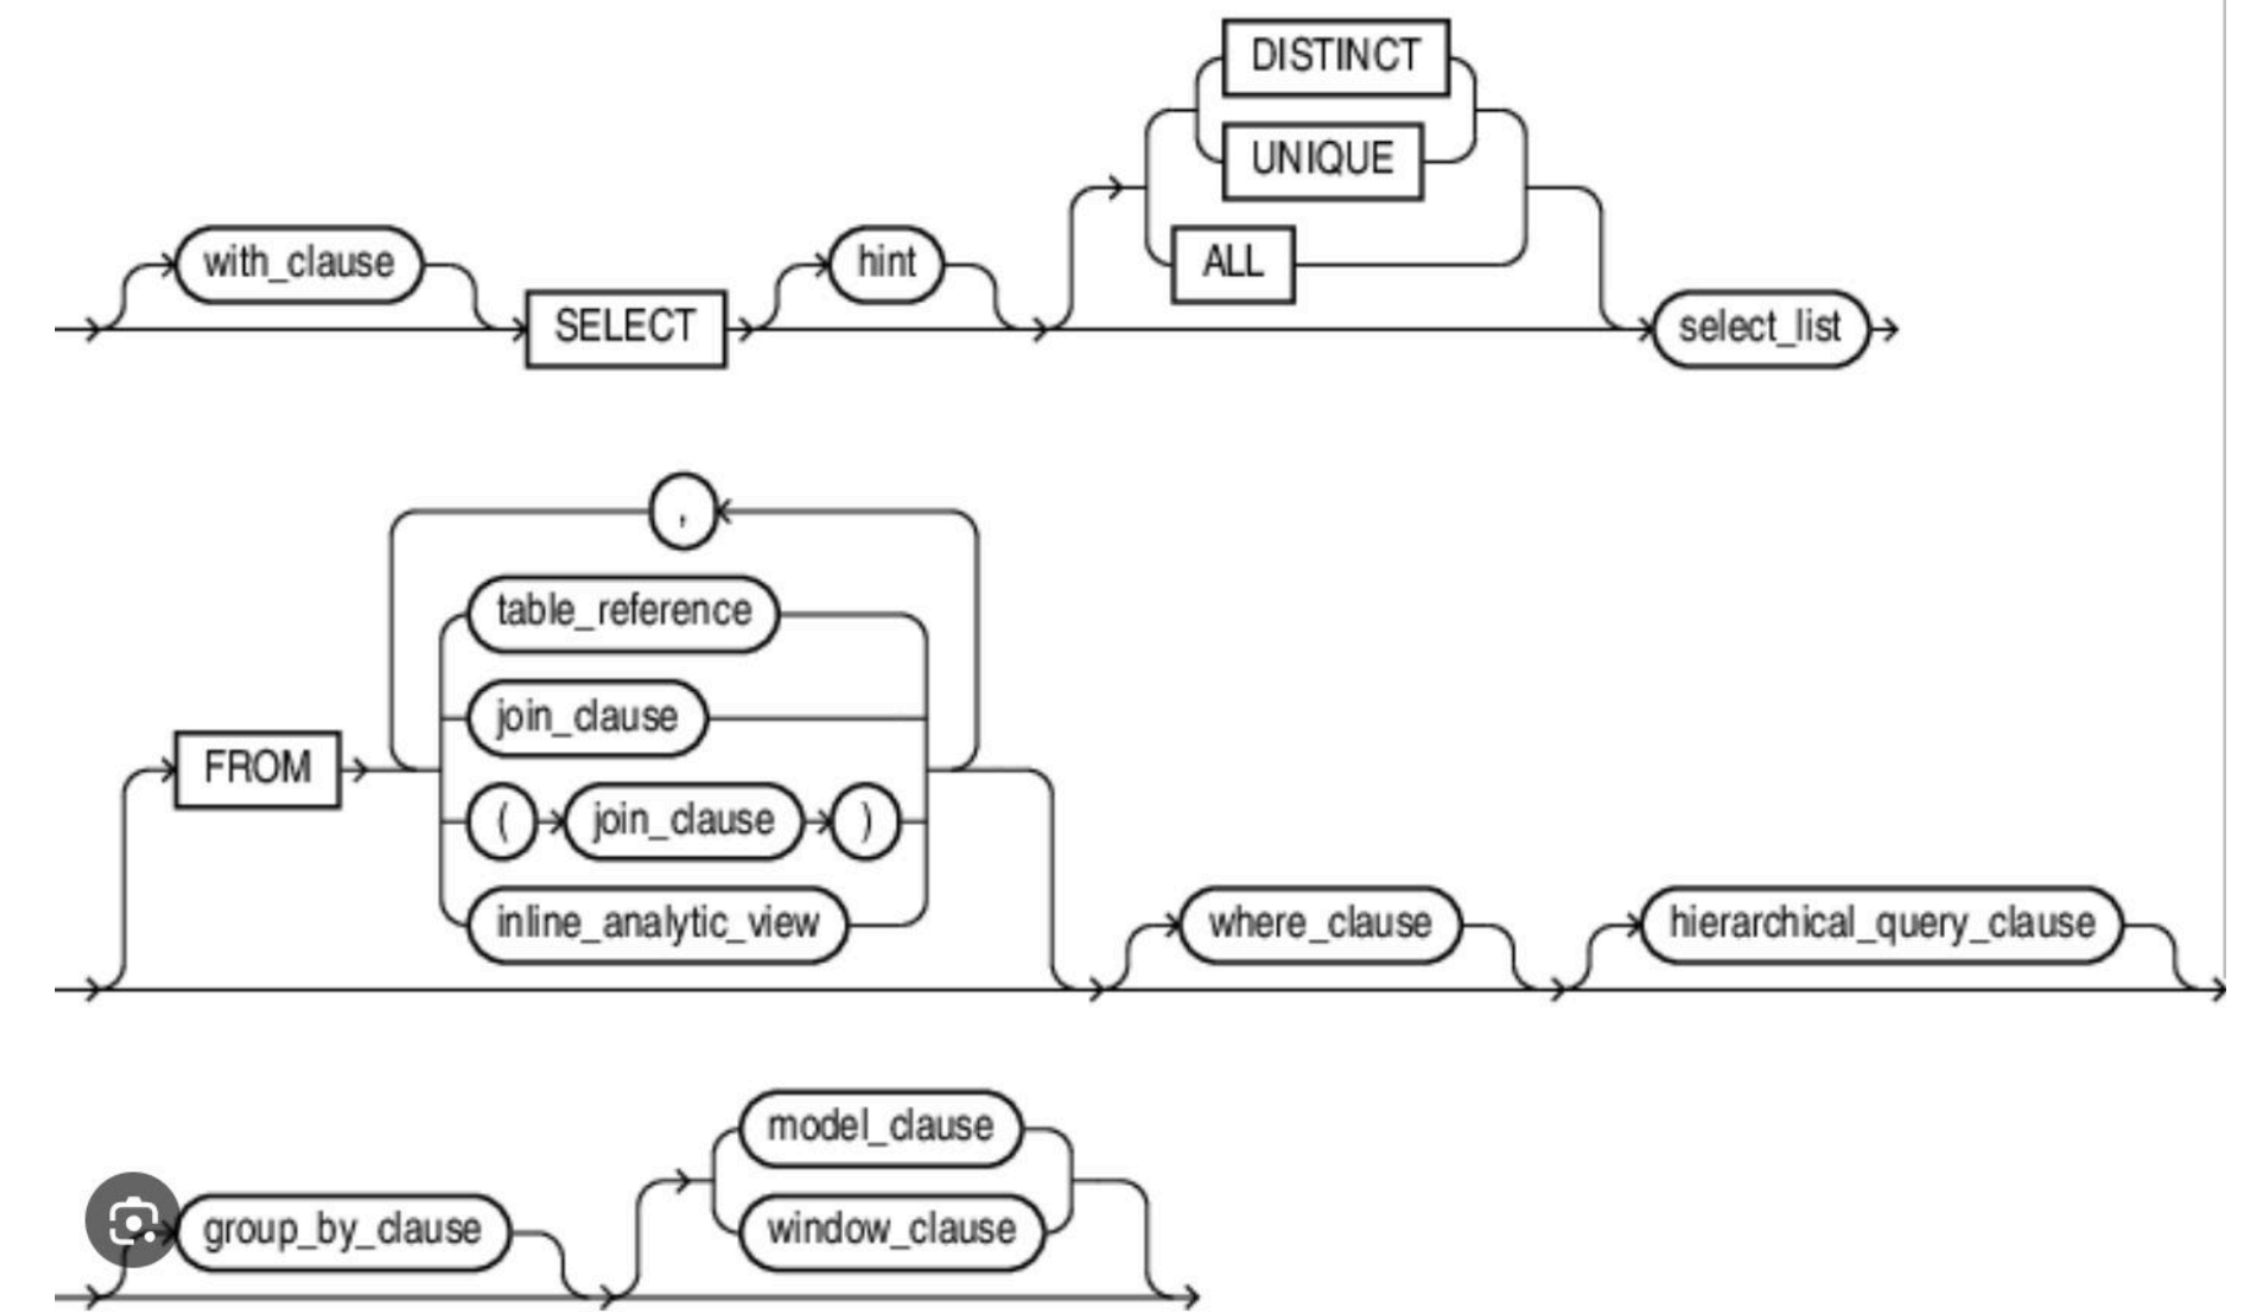 DISTINCT
UNIQUE
ALL
with_clause
SELECT
hint
select_list
,
table_reference
join_clause
FROM
( join_clause )
inline_analytic_view
where_clause
hierarchical_query_clause
model_clause
window_clause
group_by_clause